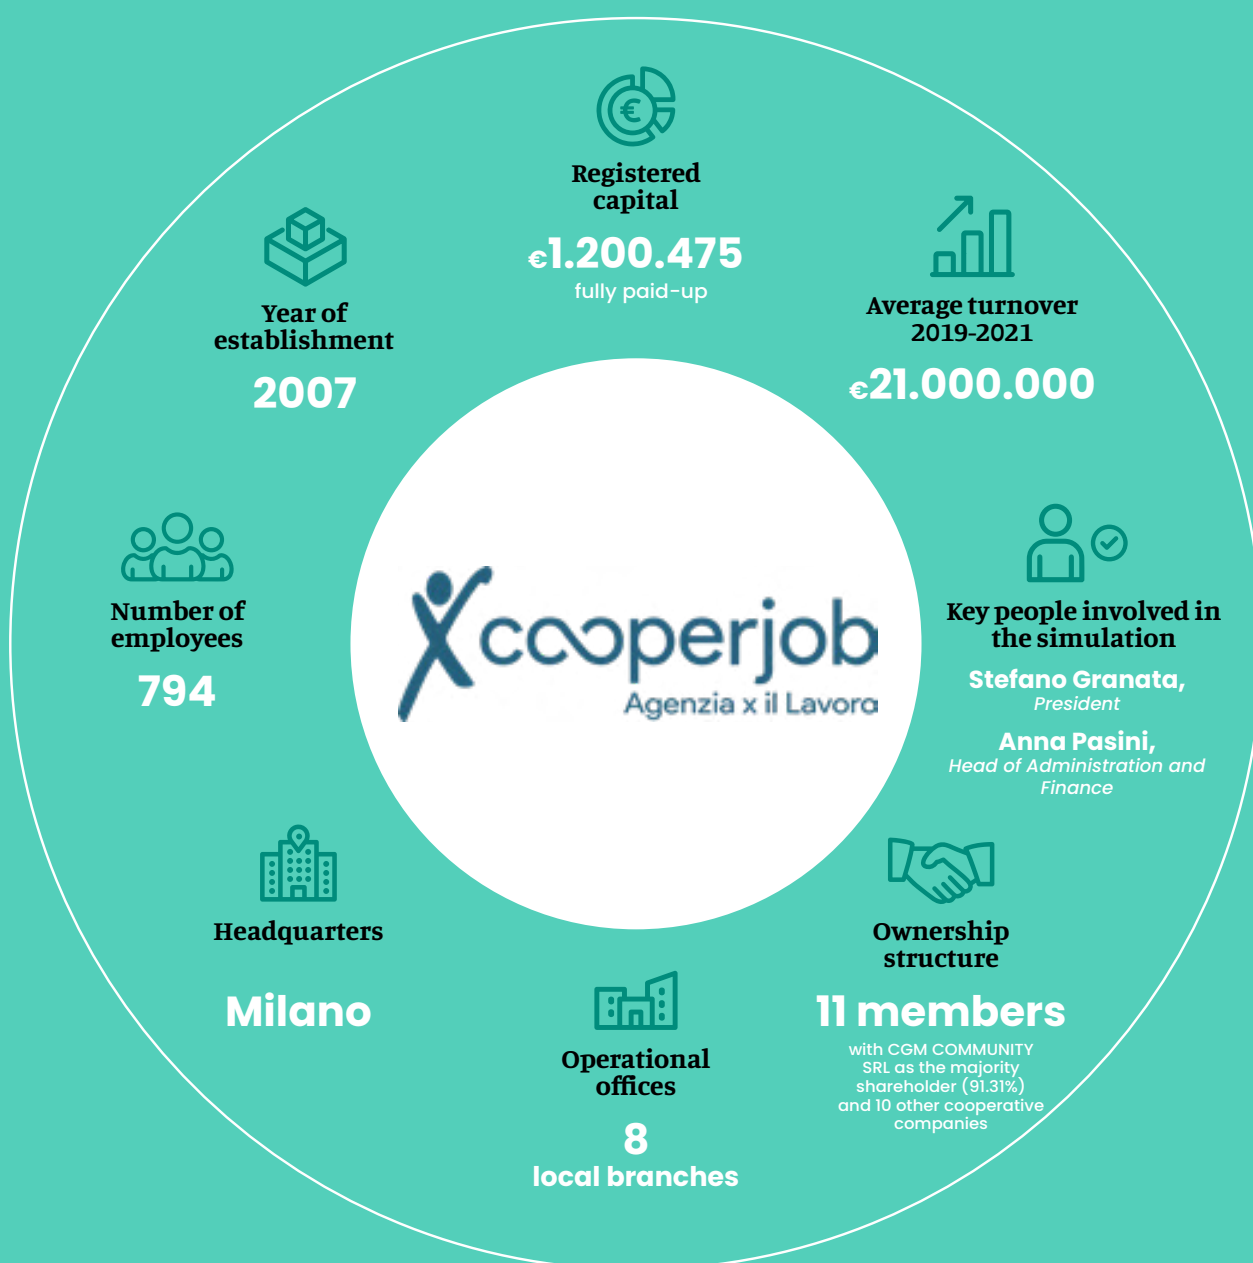 Registered
capital
€1.200.475
fully paid-up
Average turnover
2019-2021
€21.000.000
Key people involved in
the simulation
Stefano Granata,
President
Anna Pasini,
Head of Administration and
Finance
Ownership
structure
11 members
with CGM COMMUNITY
SRL as the majority
shareholder (91.31%)
and 10 other cooperative
companies
Operational
offices
8
local branches
Headquarters
Milano
Number of
employees
794
Year of
establishment
2007
cooperjob
Agenzia x il Lavoro